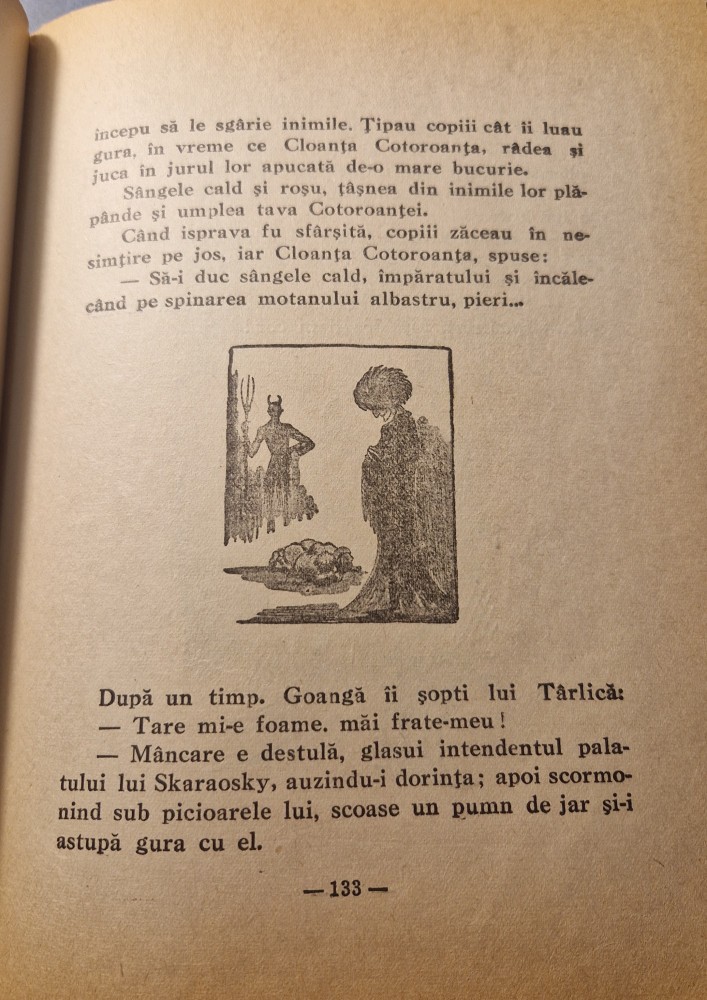 începu să le sgârie inimile. Țipau copiii cât îi luau
gura, în vreme ce Cloanța Cotoroanța, râdea și
juca în jurul lor apucată de-o mare bucurie.
Sângele cald și roșu, țâșnea din inimile lor plă-
pânde și umplea tava Cotoroanței.
Când isprava fu sfârșită, copiii zăceau în ne-
simțire pe jos, iar Cloanța Cotoroanța, spuse:
— Să-i duc sângele cald, împăratului și încăle-
când pe spinarea motanului albastru, pieri...
După un timp. Goangă îi șopti lui Târlică:
— Tare mi-e foame. măi frate-meu !
— Mâncare e destulă, glasui intendentul pala-
tului lui Skaraosky, auzindu-i dorința ; apoi scormo-
nind sub picioarele lui, scoase un pumn de jar și-i
astupă gura cu el.
— 133 —